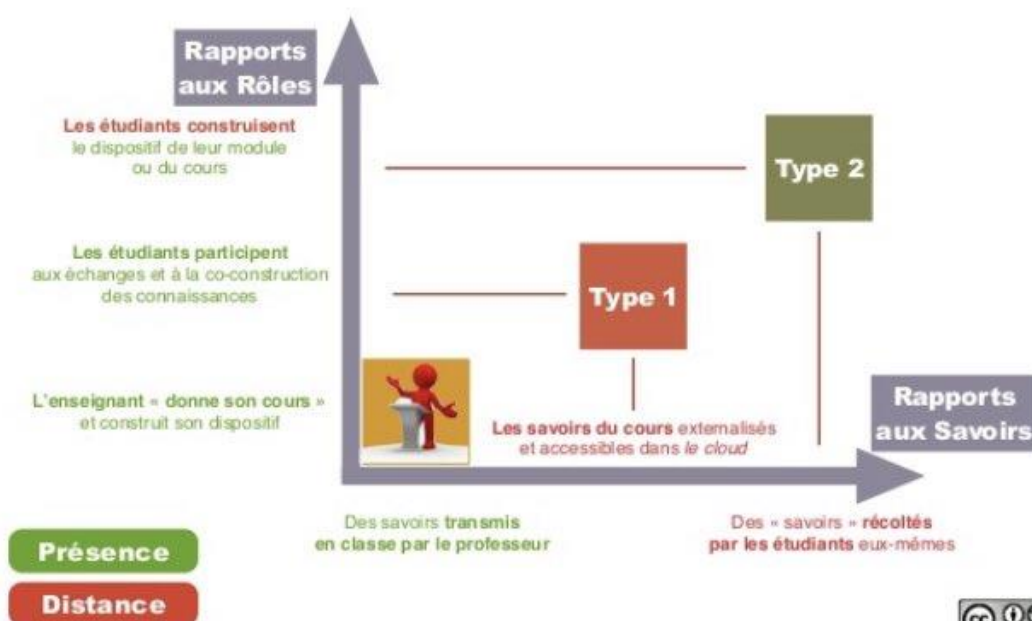 Rapports
aux Rôles
Les étudiants construisent
le dispositif de leur module
ou du cours
Type 2
Les étudiants participent
aux échanges et à la co-construction
des connaissances
Type 1
L'enseignant « donne son cours »
et construit son dispositif
Les savoirs du cours externalisés
et accessibles dans le cloud
Rapports
aux Savoirs
Des savoirs transmis
en classe par le professeur
Des « savoirs » récoltés
par les étudiants eux-mêmes
Présence
Distance
cc